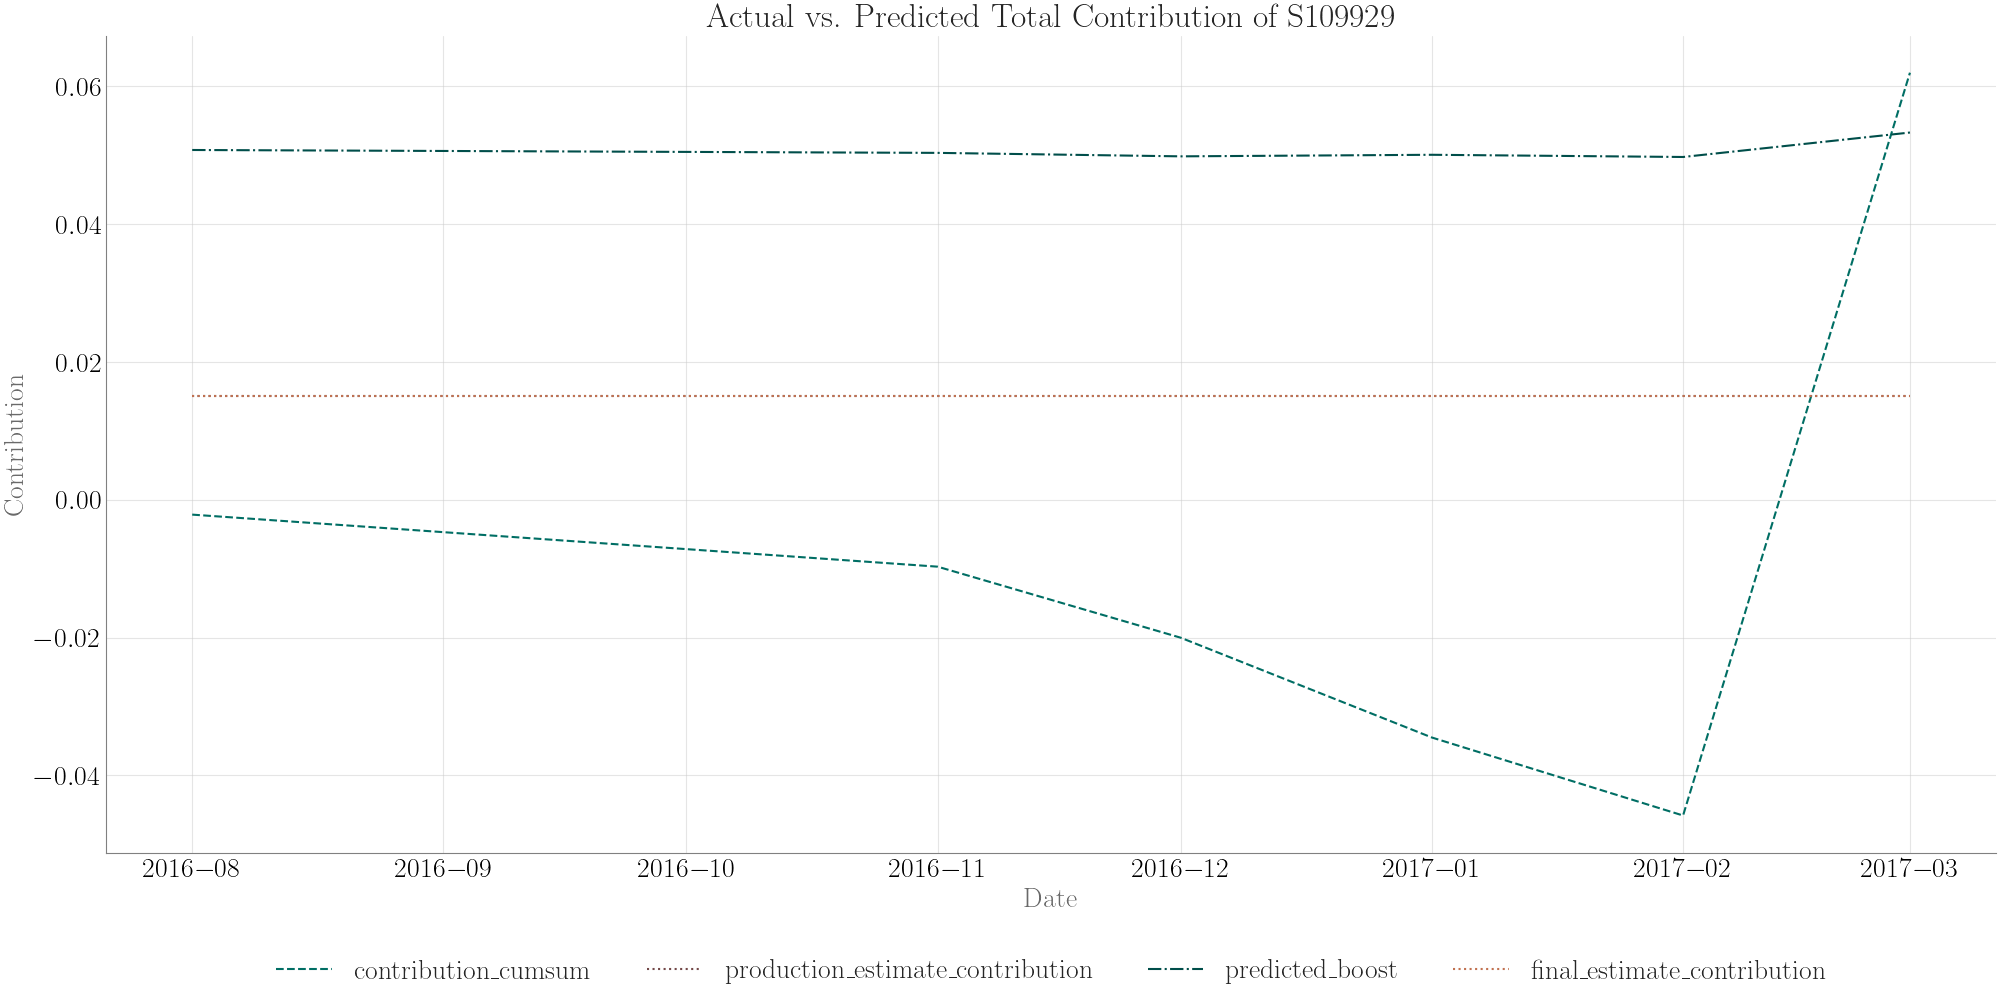 Actual vs. Predicted Total Contribution of S109929
0.06
0.04
0.02
0.00
−0.02
−0.04
Contribution
2016−08 2016−09 2016−10 2016−11 2016−12 2017−01 2017−02 2017−03
Date
contribution_cumsum production_estimate_contribution predicted_boost final_estimate_contribution